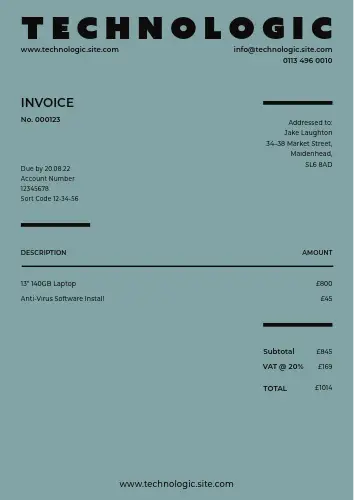 TECHNOLOGIC
www.technologic.site.com info@technologic.site.com
0113 496 0010
INVOICE
No. 000123
Addressed to:
Jake Laughton
34-38 Market Street,
Maidenhead,
SL6 8AD
Due by 20.08.22
Account Number
12345678
Sort Code 12-34-56
DESCRIPTION AMOUNT
13" 140GB Laptop £800
Anti-Virus Software Install £45
Subtotal £845
VAT @ 20% £169
TOTAL £1014
www.technologic.site.com